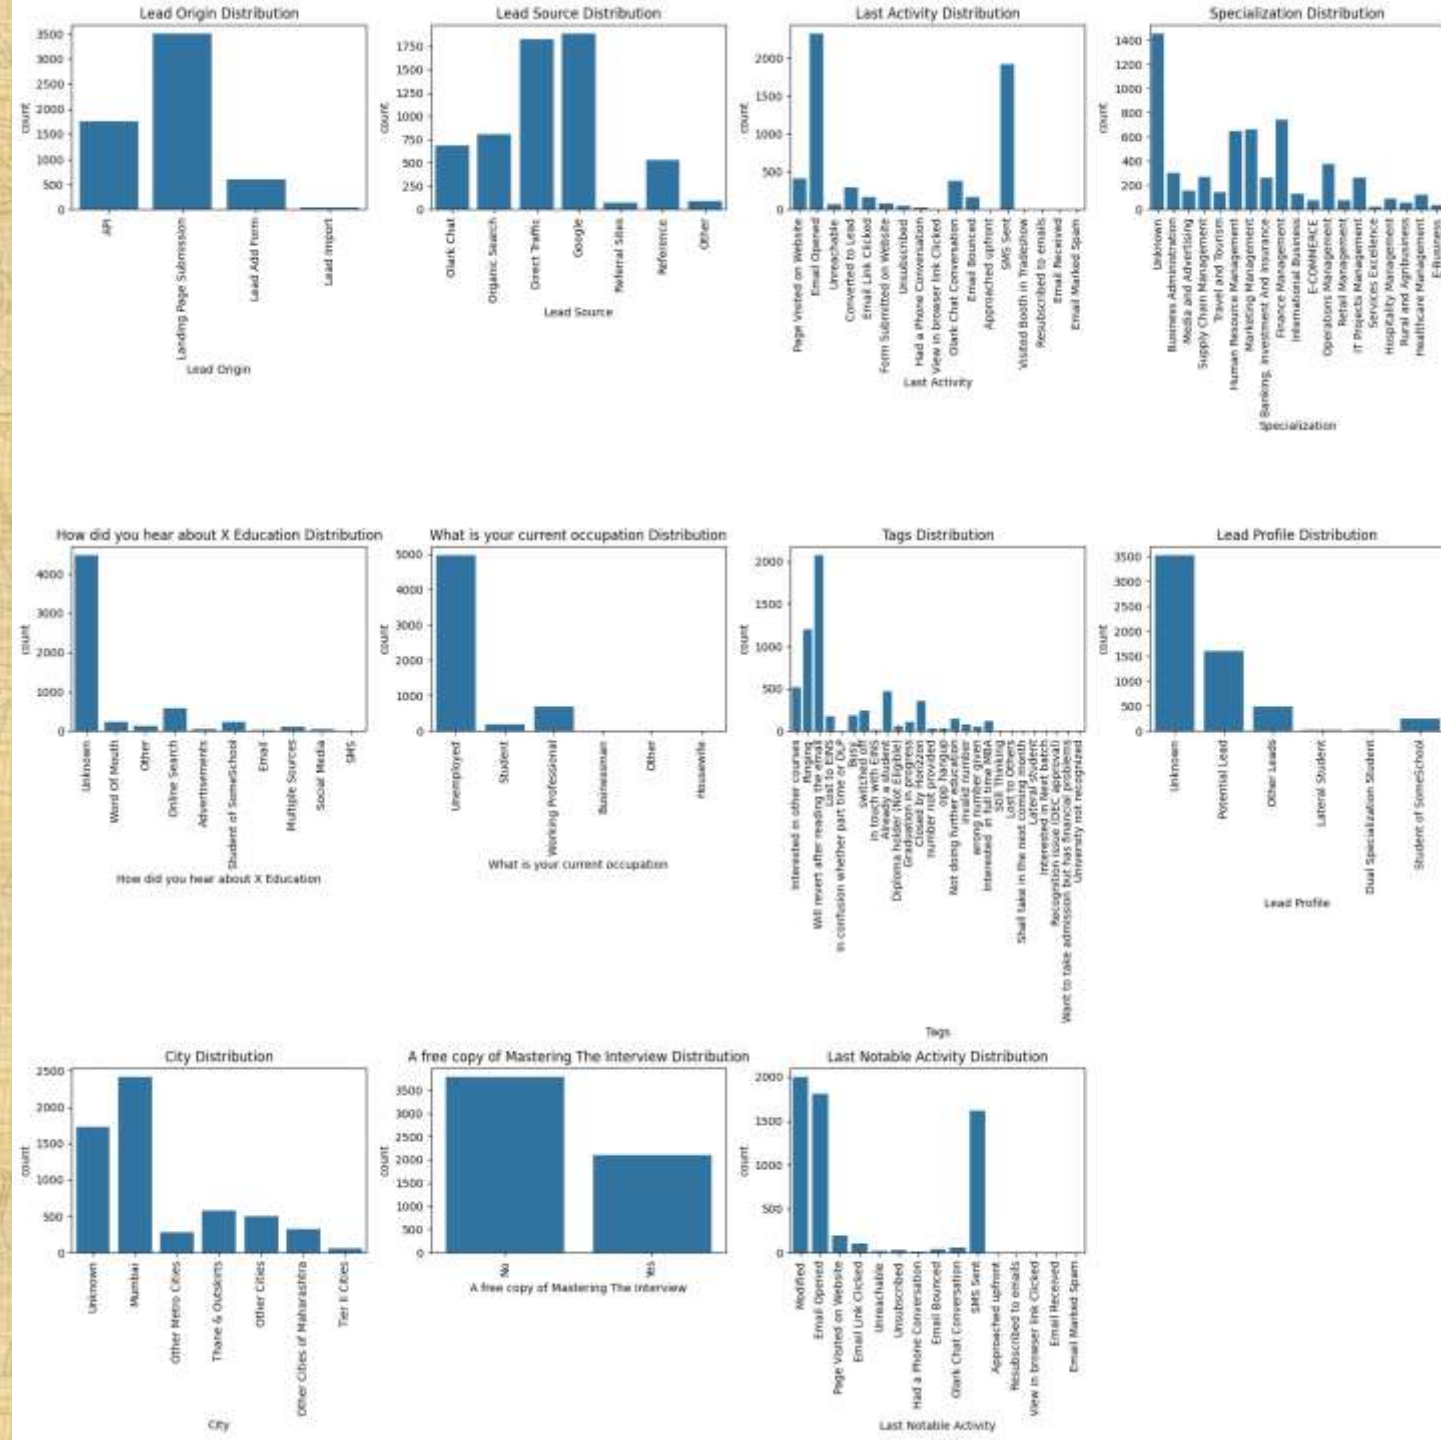 Lead Origin Distribution
3500
3000
2500
2000
1500
1000
500
0
count
API
Landing Page Submission
Lead Add Form
Lead Import
Lead Origin
Lead Source Distribution
1750
1500
1250
1000
750
500
250
0
count
Olark Chat
Organic Search
Direct Traffic
Google
Referral Sites
Reference
Other
Lead Source
Last Activity Distribution
2000
1500
1000
500
0
count
Page Visited on Website
Email Opened
Unreachable
Converted to Lead
Email Link Clicked
Form Submitted on Website
Unsubscribed
Had a Phone Conversation
View in browser link Clicked
Olark Chat Conversation
Email Bounced
Approached upfront
SMS Sent
Visited Booth in Tradeshow
Resubscribed to emails
Email Received
Email Marked Spam
Last Activity
Specialization Distribution
1400
1200
1000
800
600
400
200
0
count
Unknown
Business Administration
Media and Advertising
Supply Chain Management
Travel and Tourism
Human Resource Management
Marketing Management
Banking, Investment And Insurance
Finance Management
International Business
E-COMMERCE
Operations Management
Retail Management
IT Projects Management
Services Excellence
Hospitality Management
Rural and Agribusiness
Healthcare Management
E-Business
Specialization
How did you hear about X Education Distribution
4000
3000
2000
1000
0
count
Unknown
Word Of Mouth
Other
Online Search
Advertisements
Student of SomeSchool
Email
Multiple Sources
Social Media
SMS
How did you hear about X Education
What is your current occupation Distribution
5000
4000
3000
2000
1000
0
count
Unemployed
Student
Working Professional
Businessman
Other
Housewife
What is your current occupation
Tags Distribution
2000
1500
1000
500
0
count
Interested in other courses
Ringing
Will revert after reading the email
Lost to EINS
In confusion whether part time or DLP
Busy
switched off
in touch with EINS
Already a student
Diploma holder (Not Eligible)
Graduation in progress
Closed by Horizzon
number not provided
opp hangup
Not doing further education
invalid number
wrong number given
Interested in full time MBA
Still Thinking
Lost to Others
Shall take in the next coming month
Lateral student
Interested in Next batch
Recognition issue (DEC approval)
Want to take admission but has financial problems
University not recognized
Tags
Lead Profile Distribution
3500
3000
2500
2000
1500
1000
500
0
count
Unknown
Potential Lead
Other Leads
Lateral Student
Dual Specialization Student
Student of SomeSchool
Lead Profile
City Distribution
2500
2000
1500
1000
500
0
count
Unknown
Mumbai
Other Metro Cities
Thane & Outskirts
Other Cities
Other Cities of Maharashtra
Tier II Cities
City
A free copy of Mastering The Interview Distribution
3500
3000
2500
2000
1500
1000
500
0
count
No
Yes
A free copy of Mastering The Interview
Last Notable Activity Distribution
2000
1500
1000
500
0
count
Modified
Email Opened
Page Visited on Website
Email Link Clicked
Unreachable
Unsubscribed
Had a Phone Conversation
Email Bounced
Olark Chat Conversation
SMS Sent
Approached upfront
Resubscribed to emails
View in browser link Clicked
Email Received
Email Marked Spam
Last Notable Activity